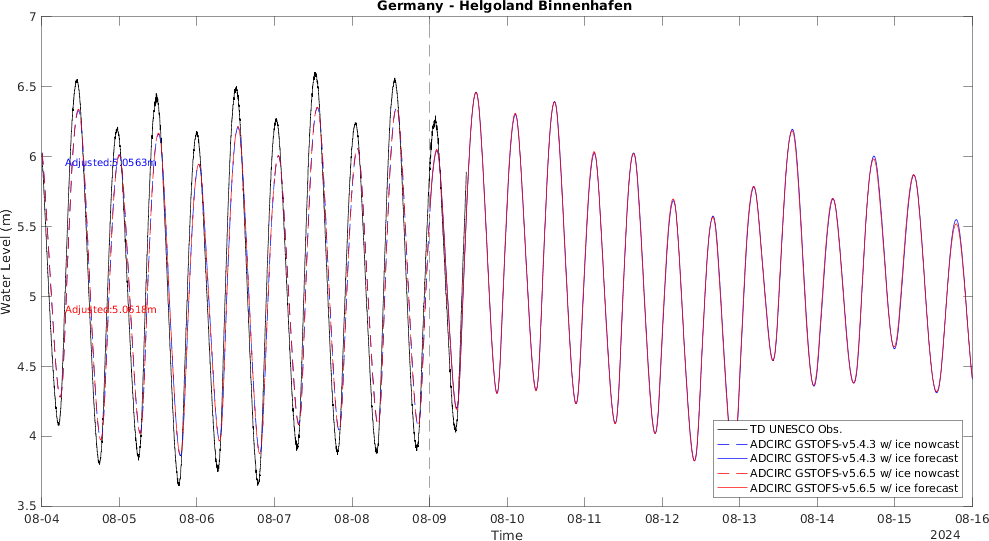 Germany - Helgoland Binnenhafen
7
6.5
6
5.5
5
4.5
4
3.5
Water Level (m)
Adjusted:5.0563m
Adjusted:5.0618m
TD UNESCO Obs.
ADCIRC GSTOFS-v5.4.3 w/ ice nowcast
ADCIRC GSTOFS-v5.4.3 w/ ice forecast
ADCIRC GSTOFS-v5.6.5 w/ ice nowcast
ADCIRC GSTOFS-v5.6.5 w/ ice forecast
08-04 08-05 08-06 08-07 08-08 08-09 08-10 08-11 08-12 08-13 08-14 08-15 08-16
Time
2024